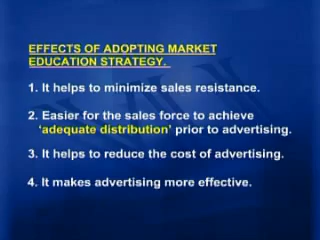 EFFECTS OF ADOPTING MARKET
EDUCATION STRATEGY.
1. It helps to minimize sales resistance.
2. Easier for the sales force to achieve
‘adequate distribution’ prior to advertising.
3. It helps to reduce the cost of advertising.
4. It makes advertising more effective.